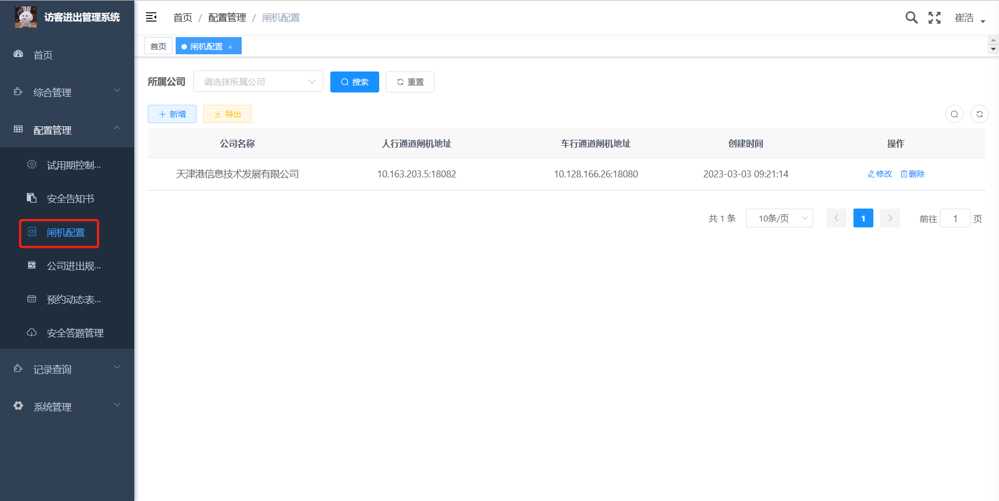 访客进出管理系统
首页 / 配置管理 / 闸机配置
崔浩
首页
闸机配置 ×
首页
综合管理
配置管理
试用期控制...
安全告知书
闸机配置
公司进出规...
预约动态表...
安全答题管理
记录查询
系统管理
所属公司 请选择所属公司 搜索 重置
新增 导出
公司名称 人行通道闸机地址 车行通道闸机地址 创建时间 操作
天津港信息技术发展有限公司 10.163.203.5:18082 10.128.166.26:18080 2023-03-03 09:21:14 修改 删除
共 1 条 10条/页 1 前往 1 页